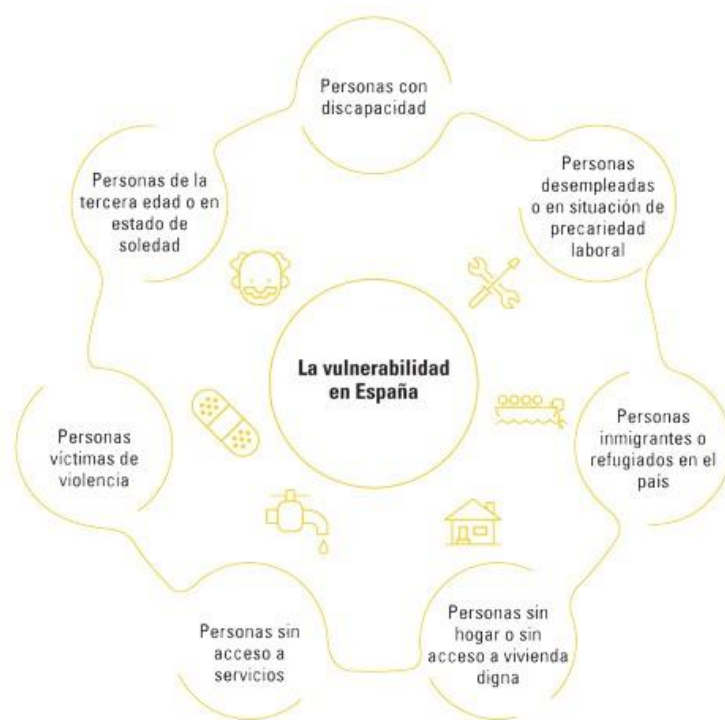 Personas con
discapacidad
Personas
desempleadas
o en situación de
precariedad
laboral
Personas
inmigrantes o
refugiados en el
país
Personas sin
hogar o sin
acceso a vivienda
digna
Personas sin
acceso a
servicios
Personas
víctimas de
violencia
Personas de la
tercera edad o en
estado de
soledad
La vulnerabilidad
en España